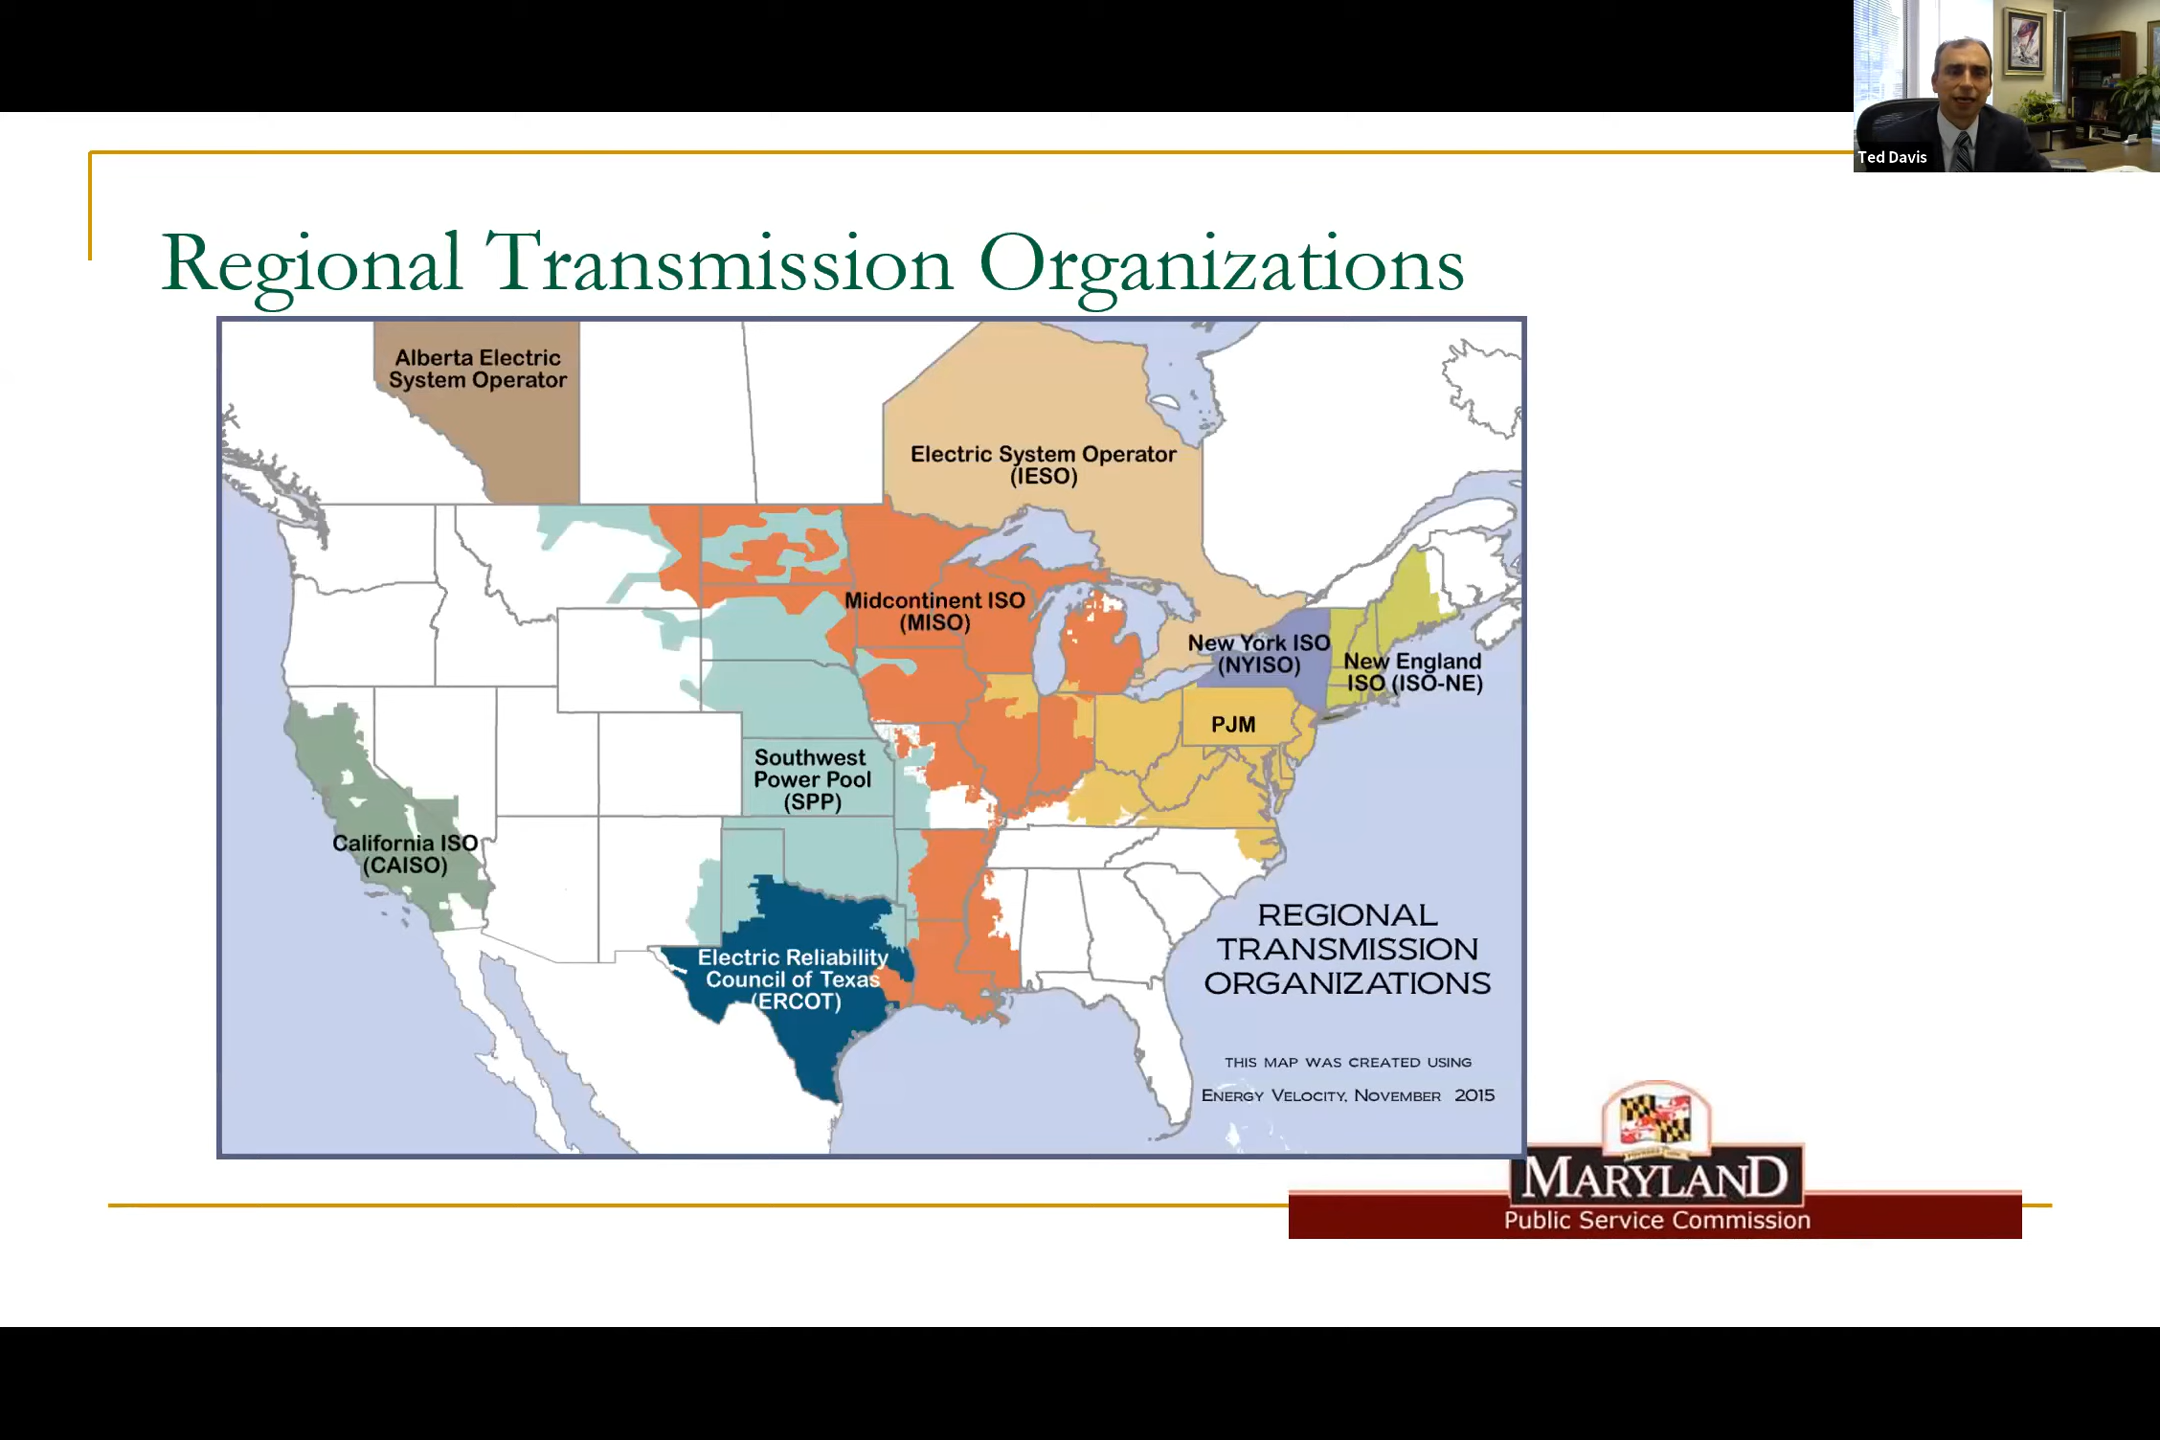 Ted Davis
Regional Transmission Organizations
Alberta Electric
System Operator
Electric System Operator
(IESO)
Midcontinent ISO
(MISO)
New York ISO
(NYISO)
New England
ISO (ISO-NE)
PJM
Southwest
Power Pool
(SPP)
California ISO
(CAISO)
Electric Reliability
Council of Texas
(ERCOT)
REGIONAL
TRANSMISSION
ORGANIZATIONS
THIS MAP WAS CREATED USING
ENERGY VELOCITY, NOVEMBER 2015
MARYLAND
Public Service Commission